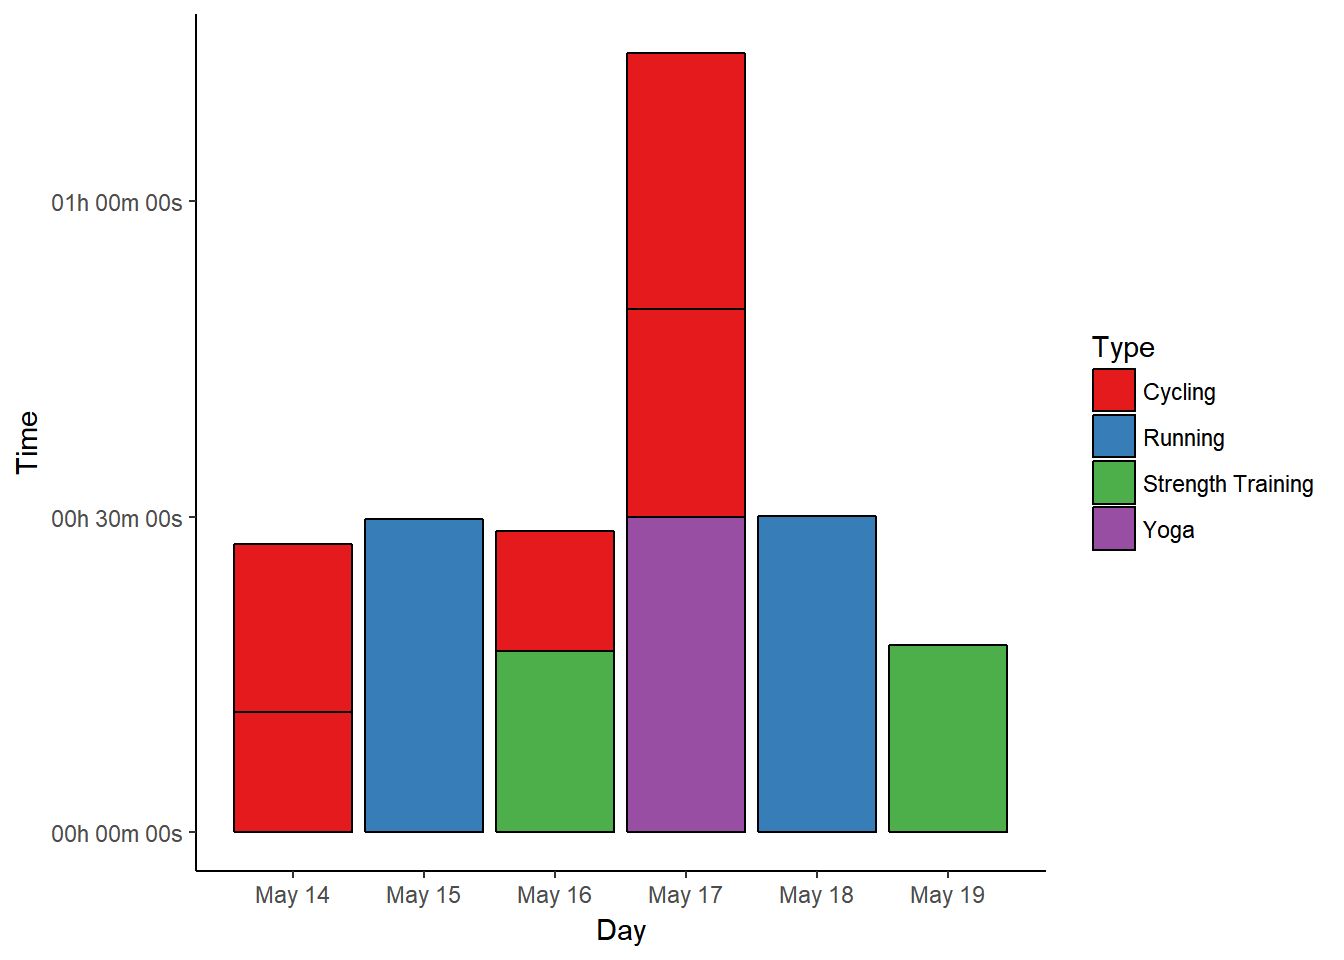 01h 00m 00s
00h 30m 00s
00h 00m 00s
Time
May 14
May 15
May 16
May 17
May 18
May 19
Day
Type
Cycling
Running
Strength Training
Yoga